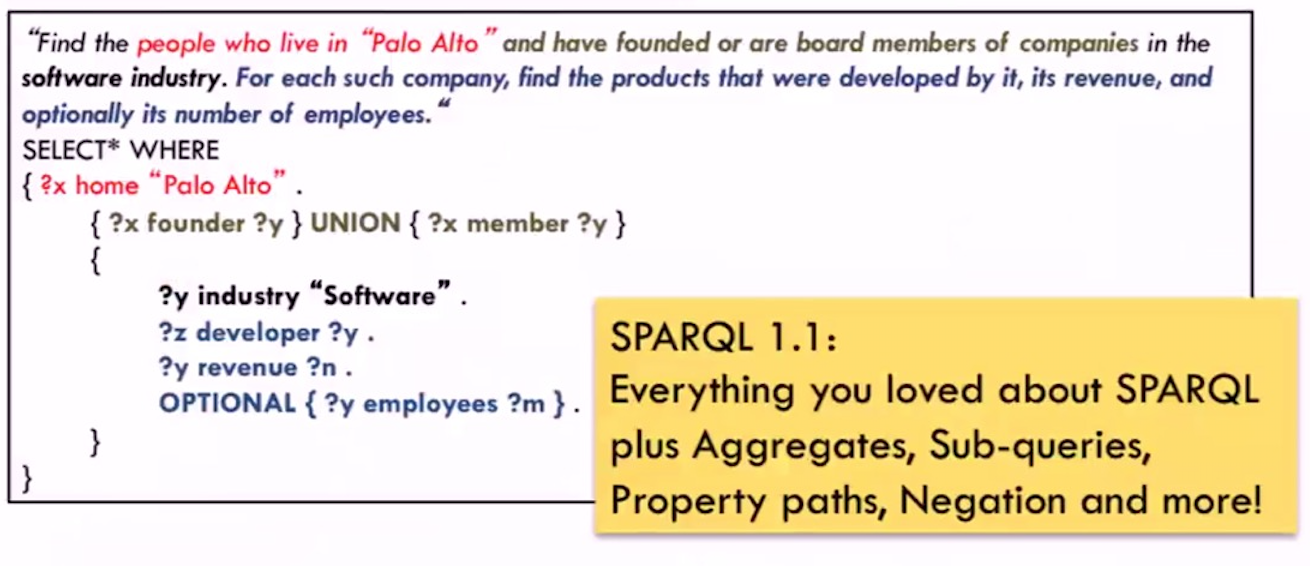 “Find the people who live in “Palo Alto” and have founded or are board members of companies in the
software industry. For each such company, find the products that were developed by it, its revenue, and
optionally its number of employees.“
SELECT* WHERE
{ ?x home “Palo Alto” .
{ ?x founder ?y } UNION { ?x member ?y }
{
?y industry “Software” .
?z developer ?y .
?y revenue ?n .
OPTIONAL { ?y employees ?m } .
}
}
SPARQL 1.1:
Everything you loved about SPARQL
plus Aggregates, Sub-queries,
Property paths, Negation and more!